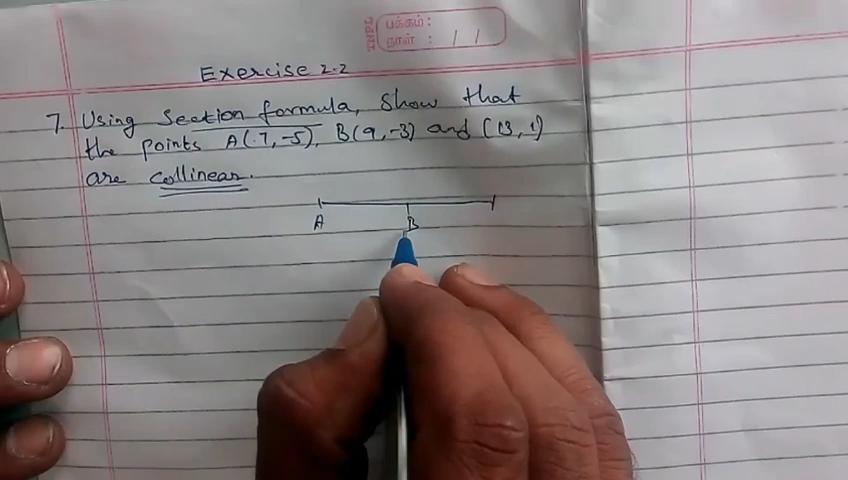 பக்கம்:
நாள் : / /
Exercise 2.2
7. Using Section formula, show that
the points A(7,-5), B(9,-3) and (13, 1)
are collinear.
A B